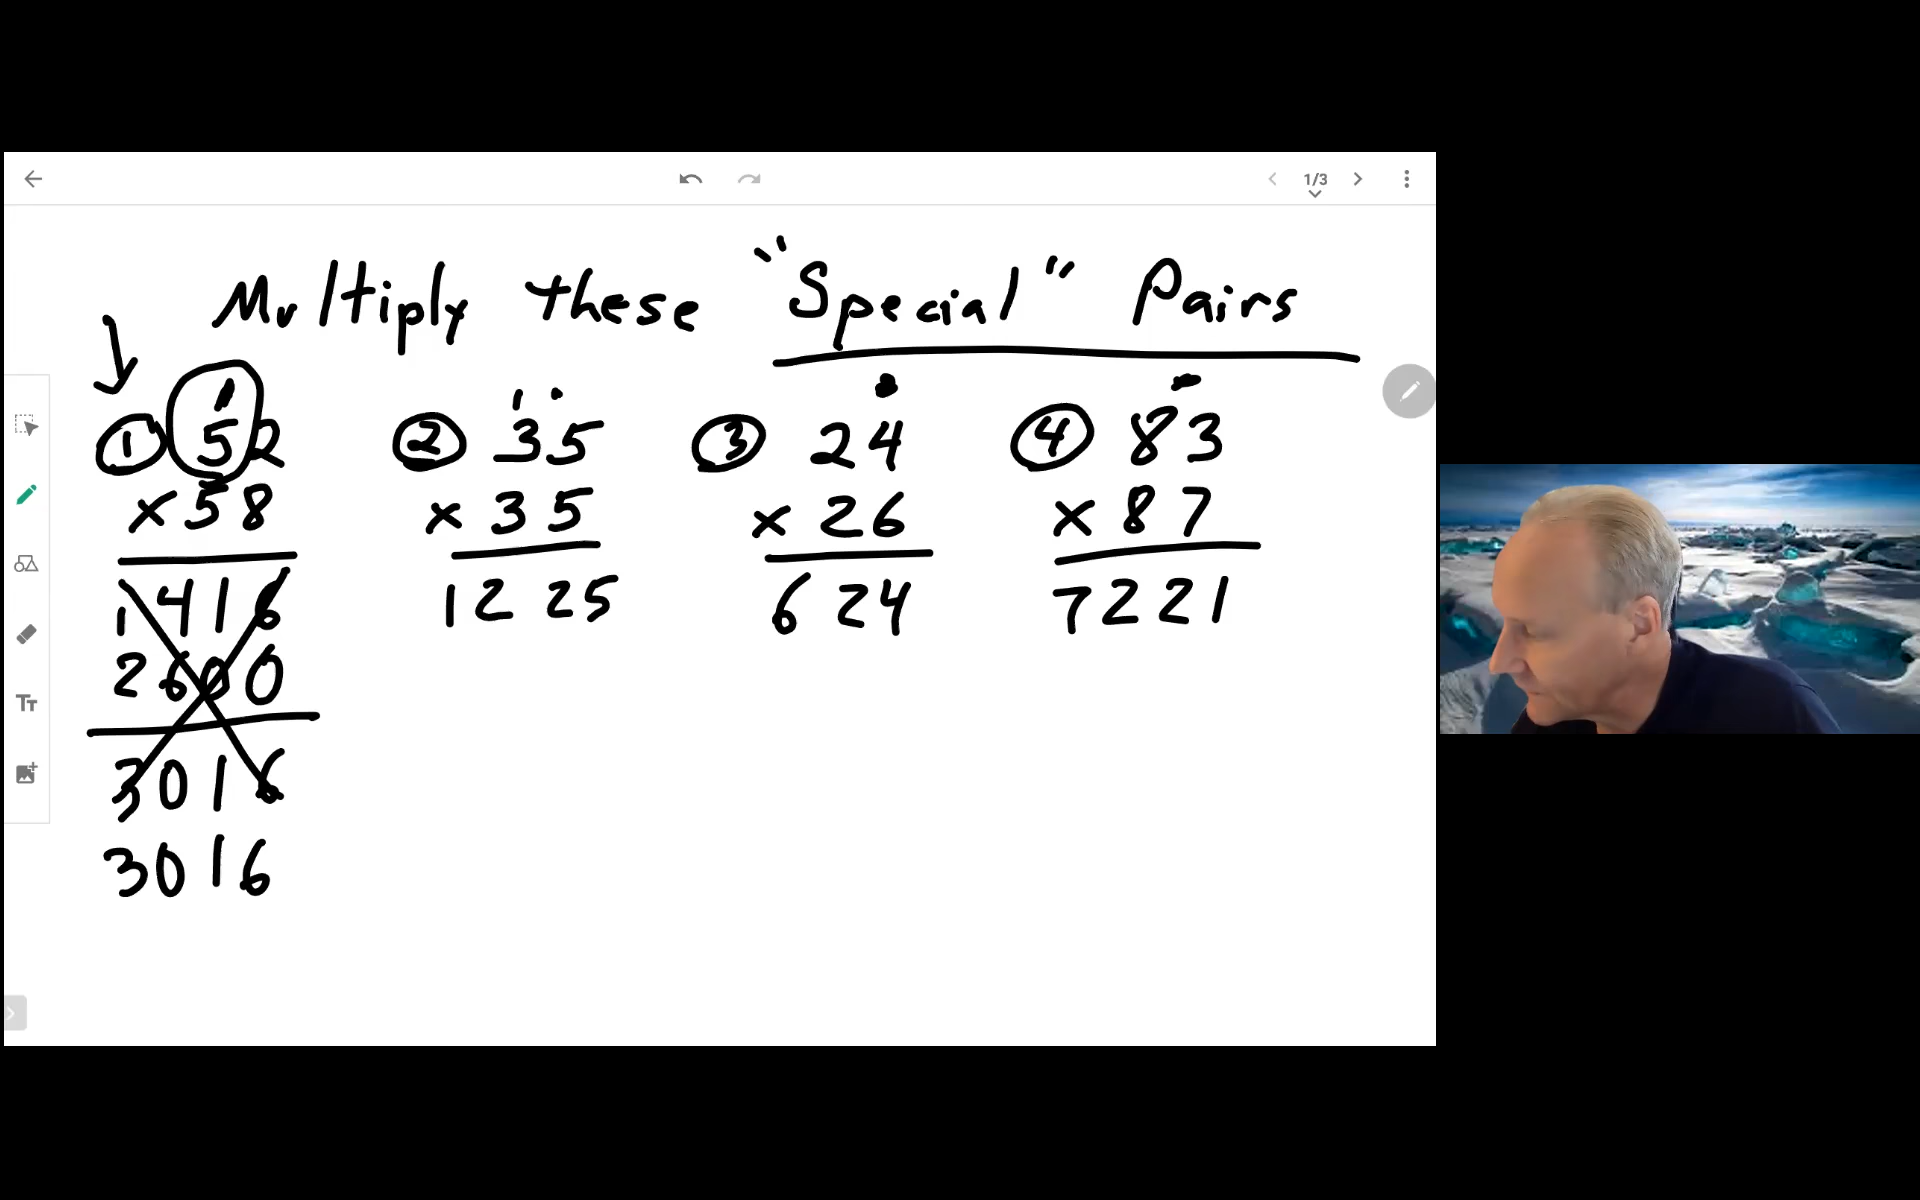 1/3
Multiply these "Special" Pairs
① 52 ② 35 ③ 24 ④ 83
x 58 x 35 x 26 x 87
1416 1225 624 7221
2600
3016
3016
Tт